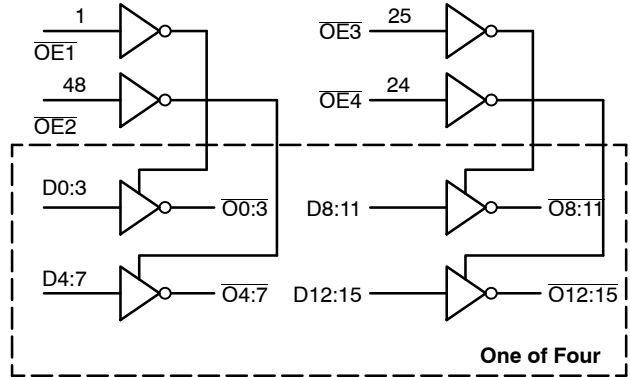 1
OE1
48
OE2
25
OE3
24
OE4
D0:3
O0:3
D4:7
O4:7
D8:11
O8:11
D12:15
O12:15
One of Four